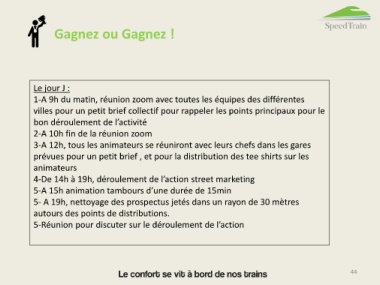 SpeedTrain
Gagnez ou Gagnez !
Le jour J :
1-A 9h du matin, réunion zoom avec toutes les équipes des différentes
villes pour un petit brief collectif pour rappeler les points principaux pour le
bon déroulement de l'activité
2-A 10h fin de la réunion zoom
3-A 12h, tous les animateurs se réuniront avec leurs chefs dans les gares
prévues pour un petit brief , et pour la distribution des tee shirts sur les
animateurs
4-De 14h à 19h, déroulement de l'action street marketing
5-A 15h animation tambours d'une durée de 15min
5- A 19h, nettoyage des prospectus jetés dans un rayon de 30 mètres
autours des points de distributions.
5-Réunion pour discuter sur le déroulement de l'action
Le confort se vit à bord de nos trains
44